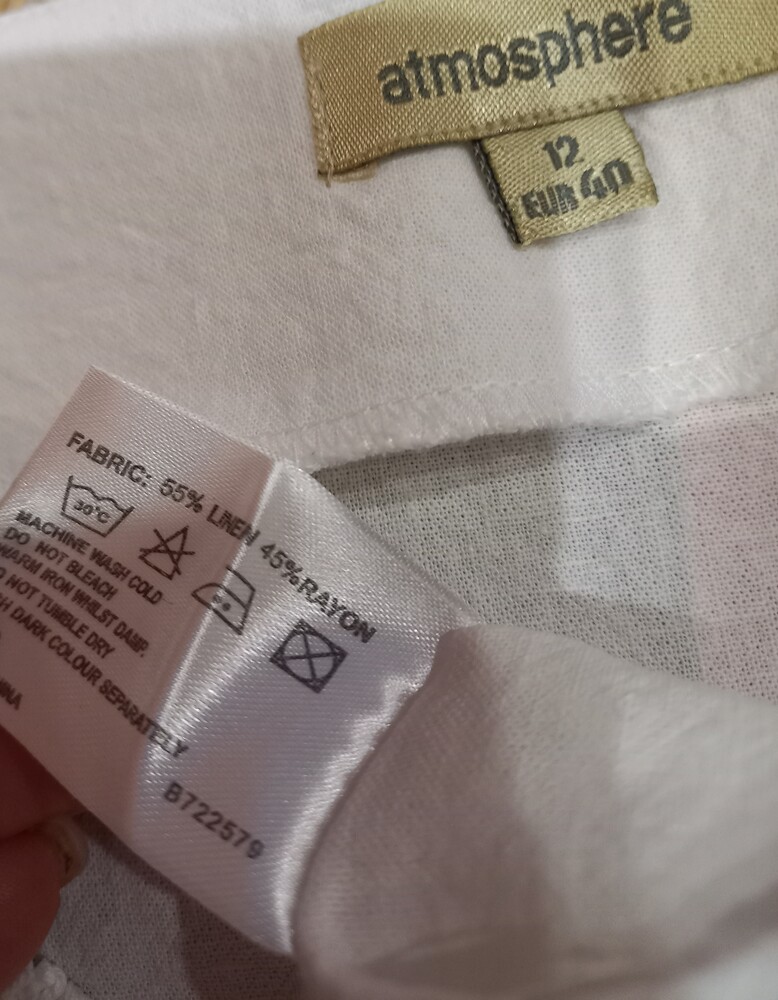 atmosphere
12
EUR 40
FABRIC: 55% LINEN 45%RAYON
30°C
MACHINE WASH COLD
DO NOT BLEACH
WARM IRON WHILST DAMP.
NOT TUMBLE DRY
DARK COLOUR SEPARATELY
B722579